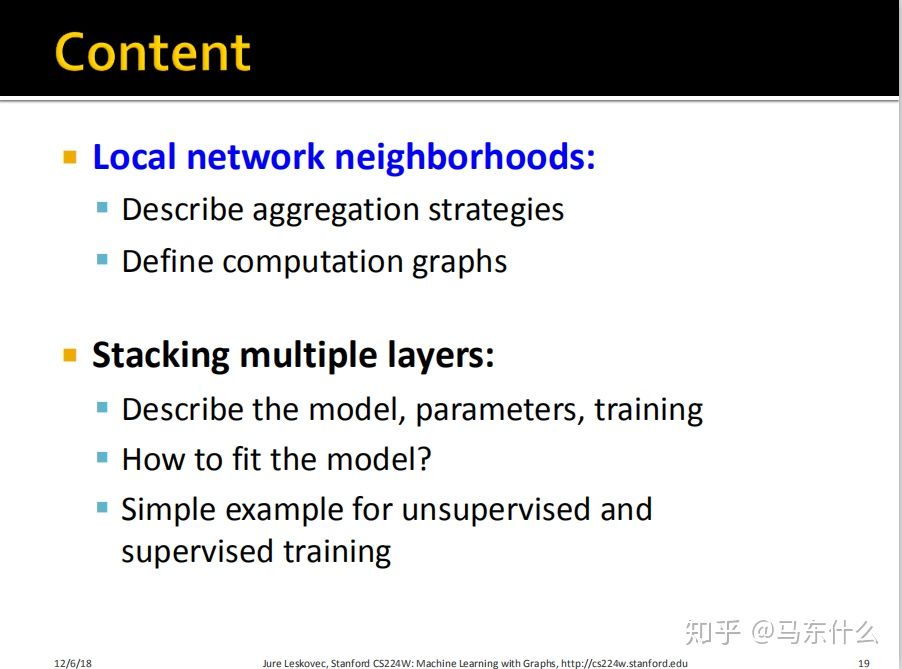 Content
Local network neighborhoods:
Describe aggregation strategies
Define computation graphs
Stacking multiple layers:
Describe the model, parameters, training
How to fit the model?
Simple example for unsupervised and
supervised training
知乎 @马东什么
12/6/18
Jure Leskovec, Stanford CS224W: Machine Learning with Graphs, http://cs224w.stanford.edu
19